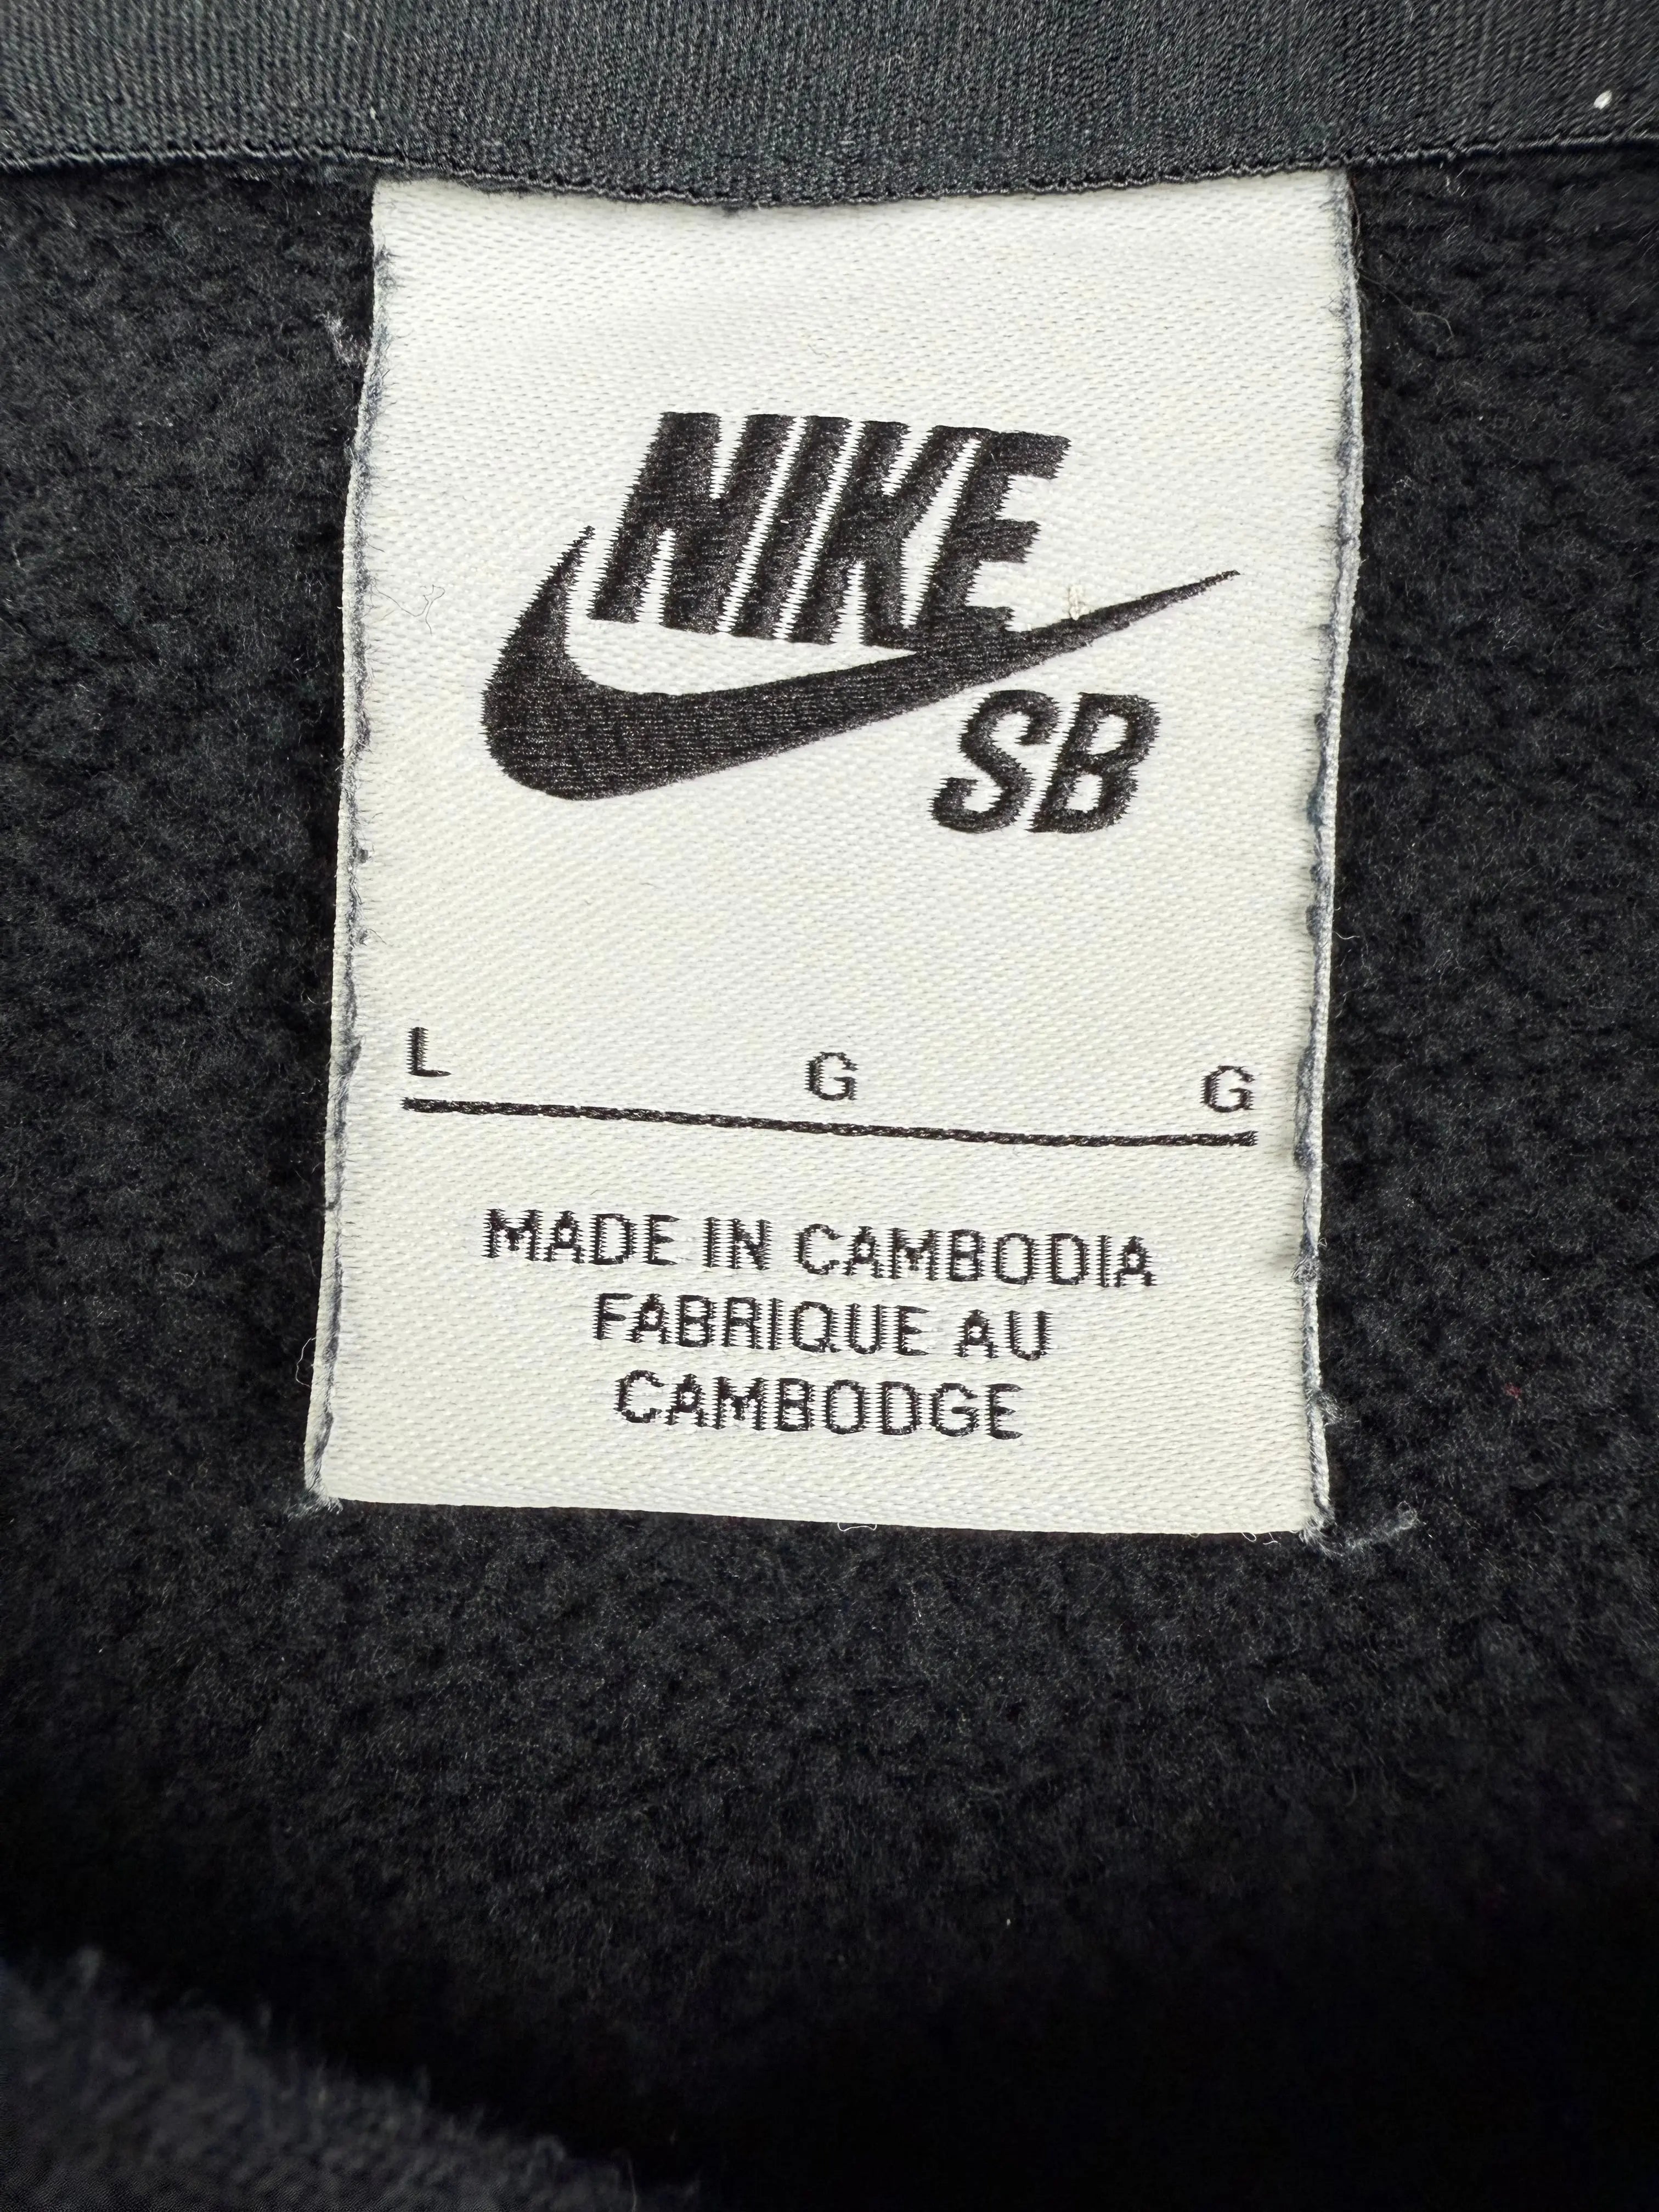 NIKE
SB
L G G
MADE IN CAMBODIA
FABRIQUE AU
CAMBODGE